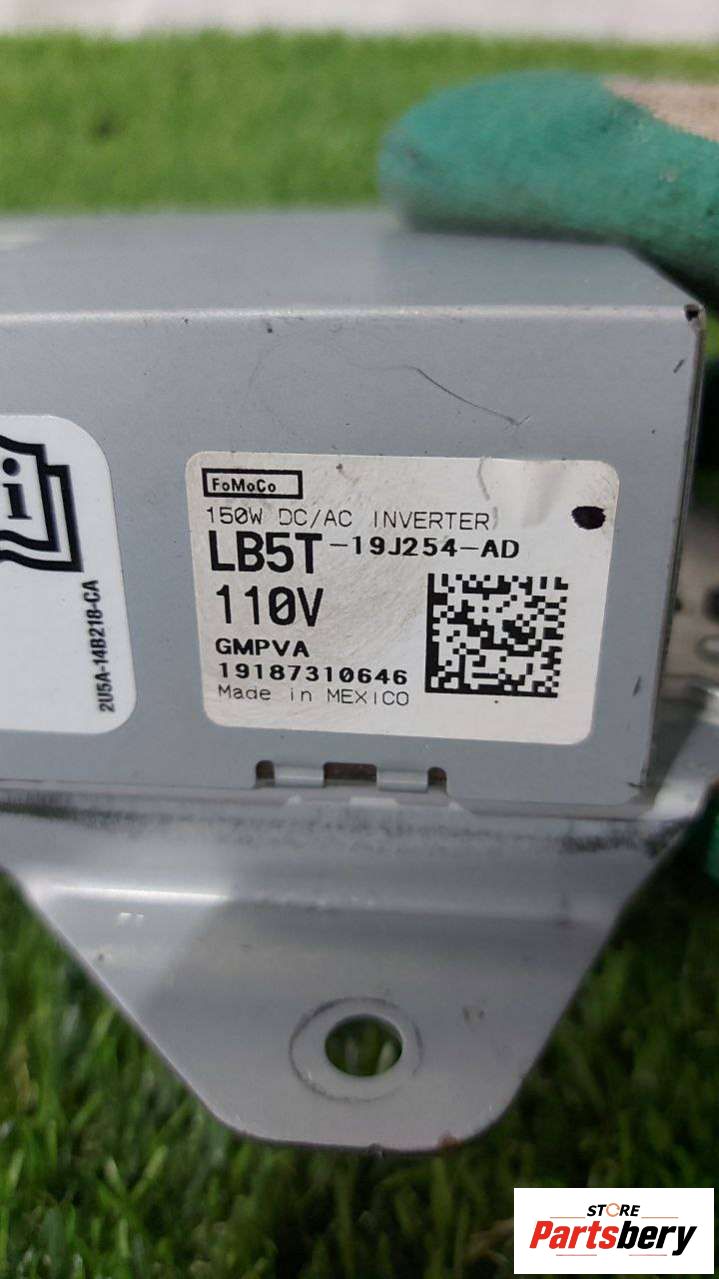 FoMoCo
150W DC/AC INVERTER
LB5T-19J254-AD
110V
GMPVA
19187310646
Made in MEXICO
i
2U5A-14B218-CA
STORE
Partsbery